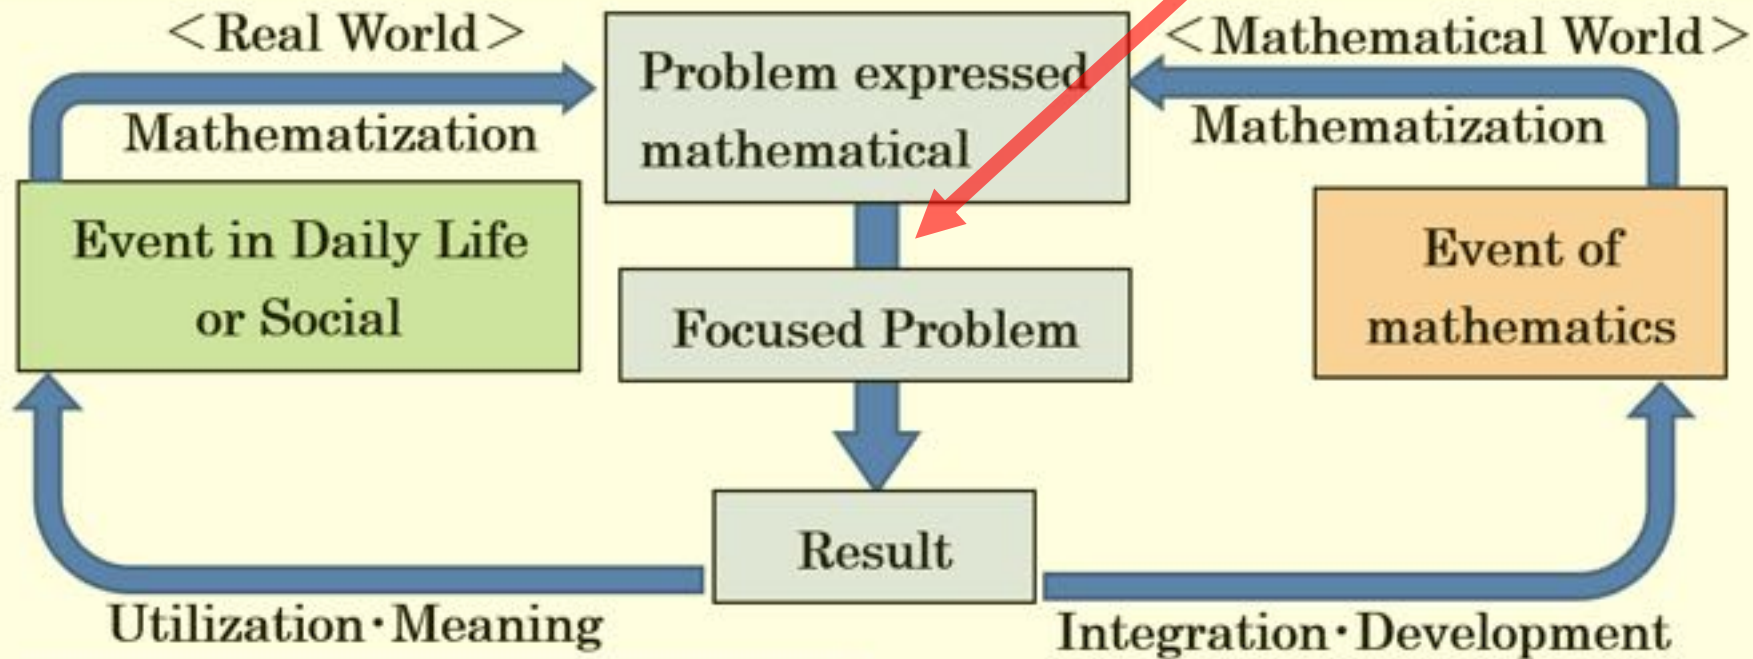 <Real World>
<Mathematical World>
Problem expressed
mathematical
Mathematization
Mathematization
Event in Daily Life
or Social
Focused Problem
Event of
mathematics
Result
Utilization・Meaning
Integration・Development